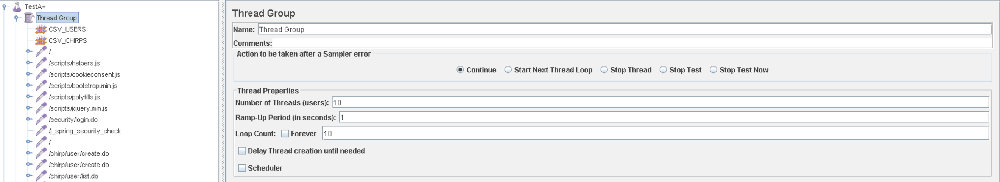 TestA+
Thread Group
CSV_USERS
CSV_CHIRPS
/
/scripts/helpers.js
/scripts/cookieconsent.js
/scripts/bootstrap.min.js
/scripts/polyfills.js
/scripts/jquery.min.js
/security/login.do
/j_spring_security_check
/
/chirp/user/create.do
/chirp/user/create.do
/chirp/user/list.do
Thread Group
Name: Thread Group
Comments:
Action to be taken after a Sampler error
Continue Start Next Thread Loop Stop Thread Stop Test Stop Test Now
Thread Properties
Number of Threads (users): 10
Ramp-Up Period (in seconds): 1
Loop Count: Forever 10
Delay Thread creation until needed
Scheduler